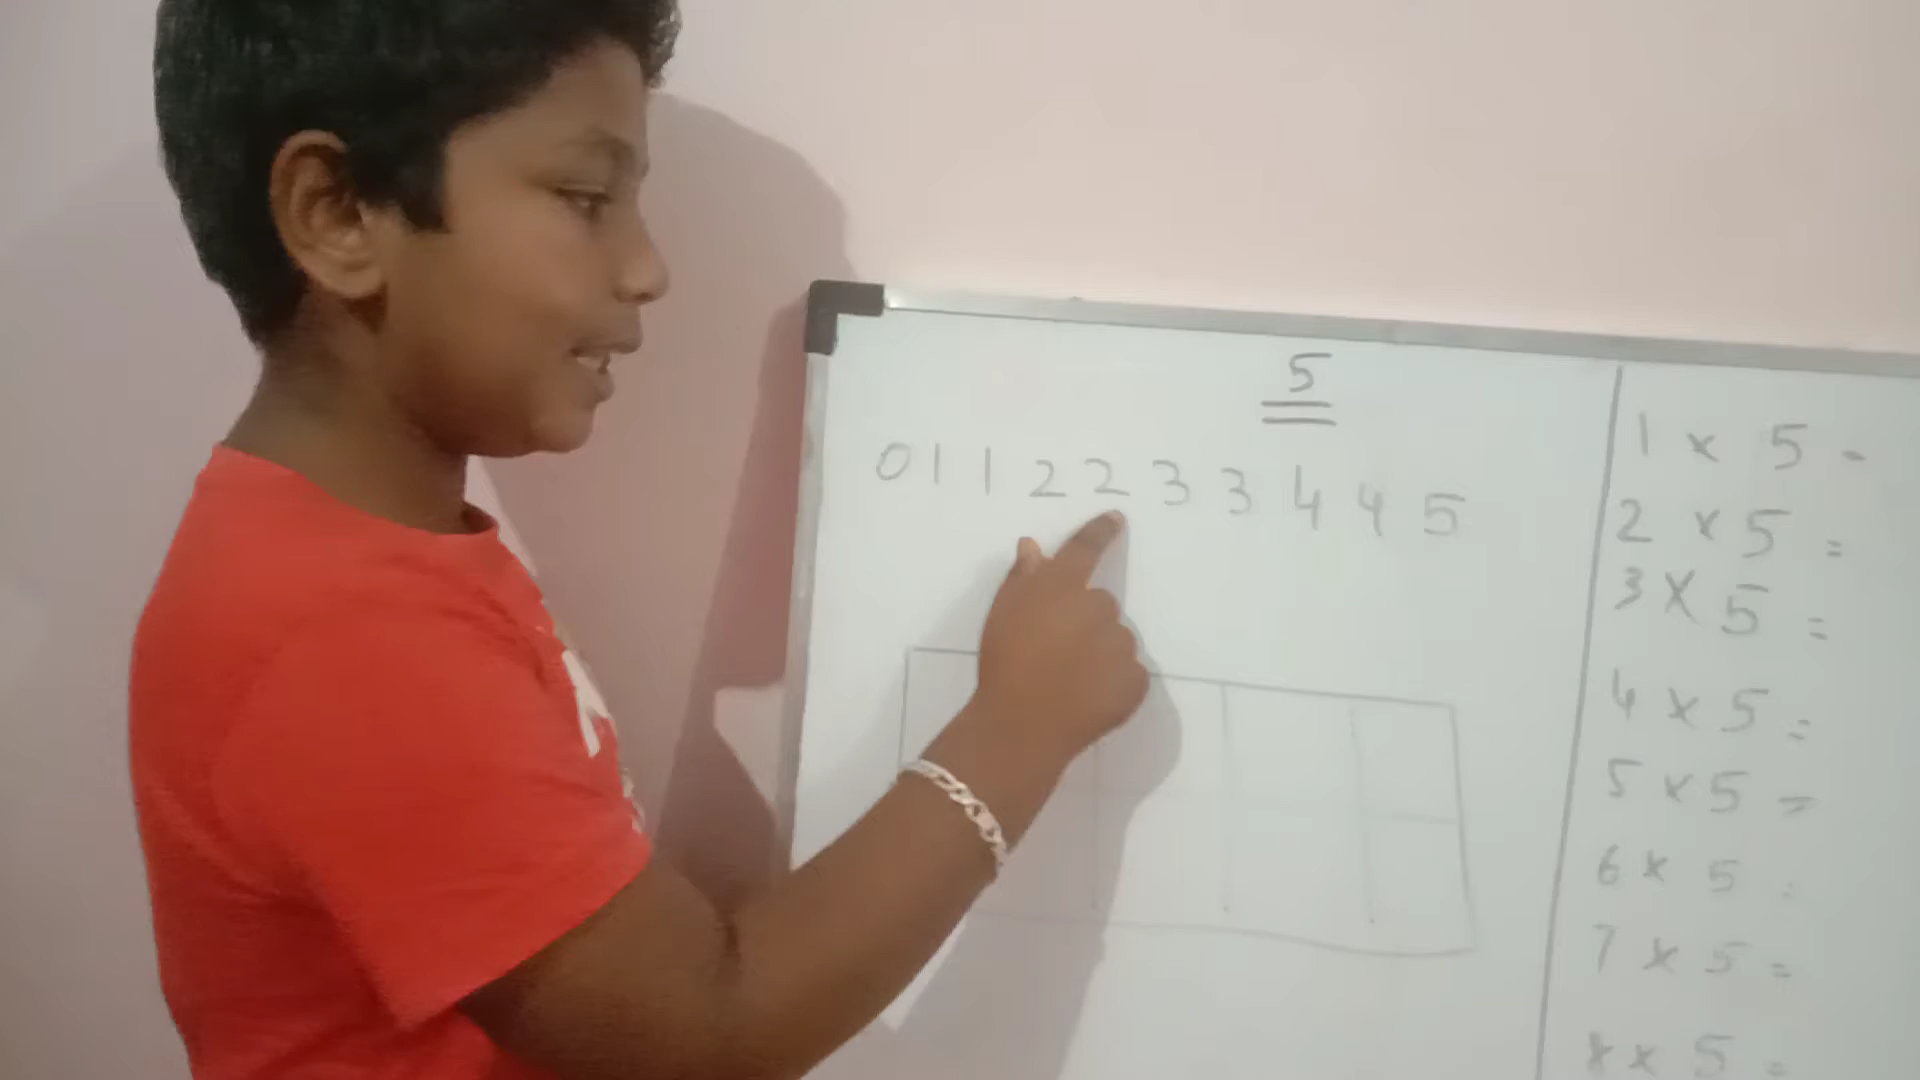 5
0 1 1 2 2 3 3 4 4 5
1 x 5 =
2 x 5 =
3 x 5 =
4 x 5 =
5 x 5 =
6 x 5 =
7 x 5 =
8 x 5 =